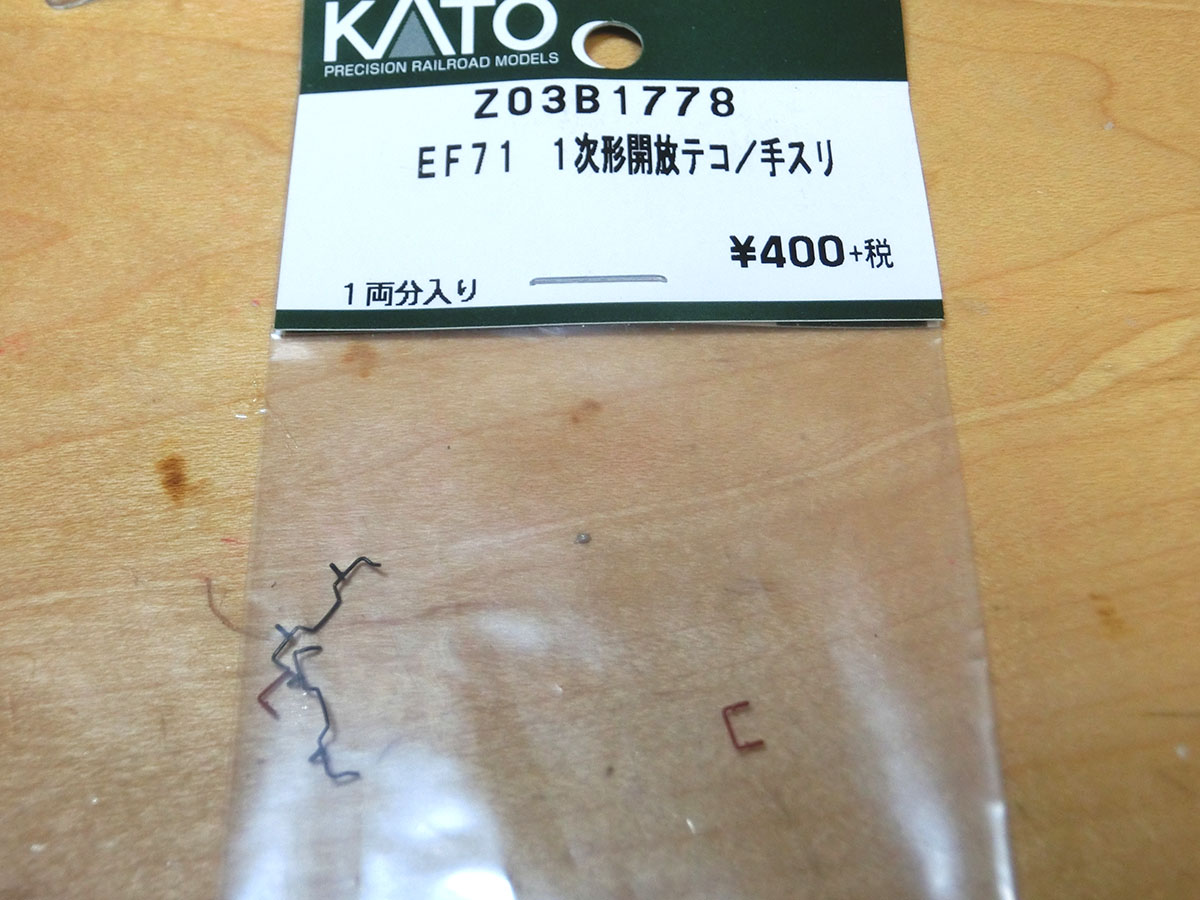 KATO
PRECISION RAILROAD MODELS
Z03B1778
EF71 1次形開放テコ/手スリ
¥400+税
1両分入り